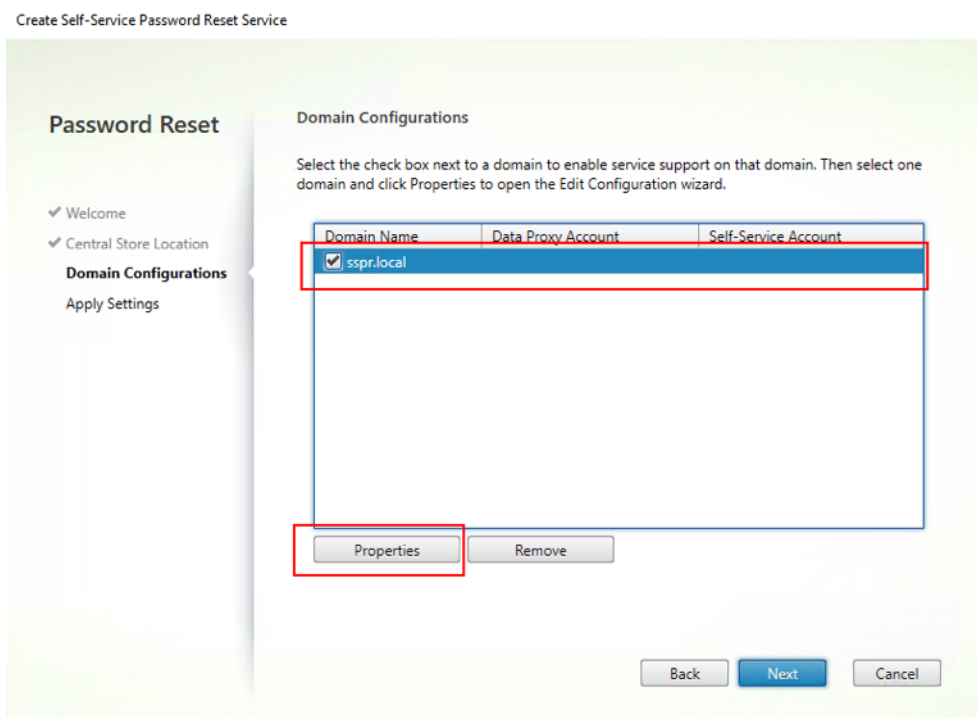 Create Self-Service Password Reset Service
Password Reset
Welcome
Central Store Location
Domain Configurations
Apply Settings
Domain Configurations
Select the check box next to a domain to enable service support on that domain. Then select one
domain and click Properties to open the Edit Configuration wizard.
Domain Name Data Proxy Account Self-Service Account
sspr.local
Properties Remove
Back Next Cancel